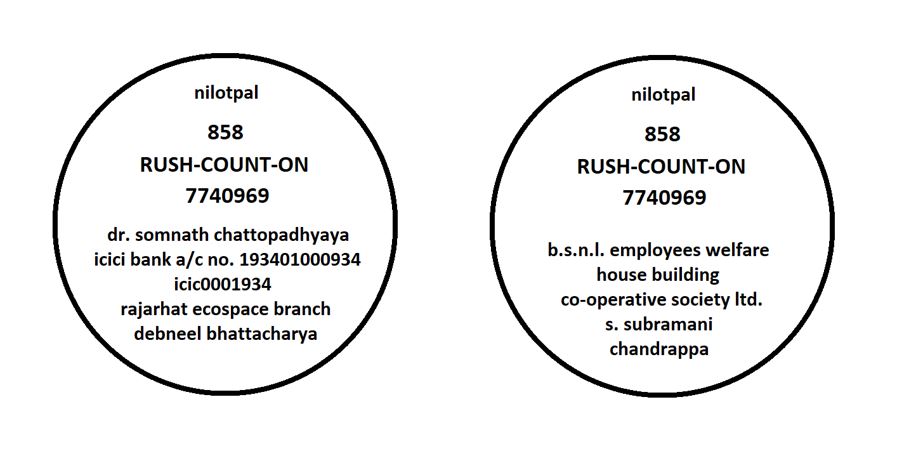 nilotpal
858
RUSH-COUNT-ON
7740969
dr. somnath chattopadhyaya
icici bank a/c no. 193401000934
icic0001934
rajarhat ecospace branch
debneel bhattacharya
nilotpal
858
RUSH-COUNT-ON
7740969
b.s.n.l. employees welfare
house building
co-operative society ltd.
s. subramani
chandrappa